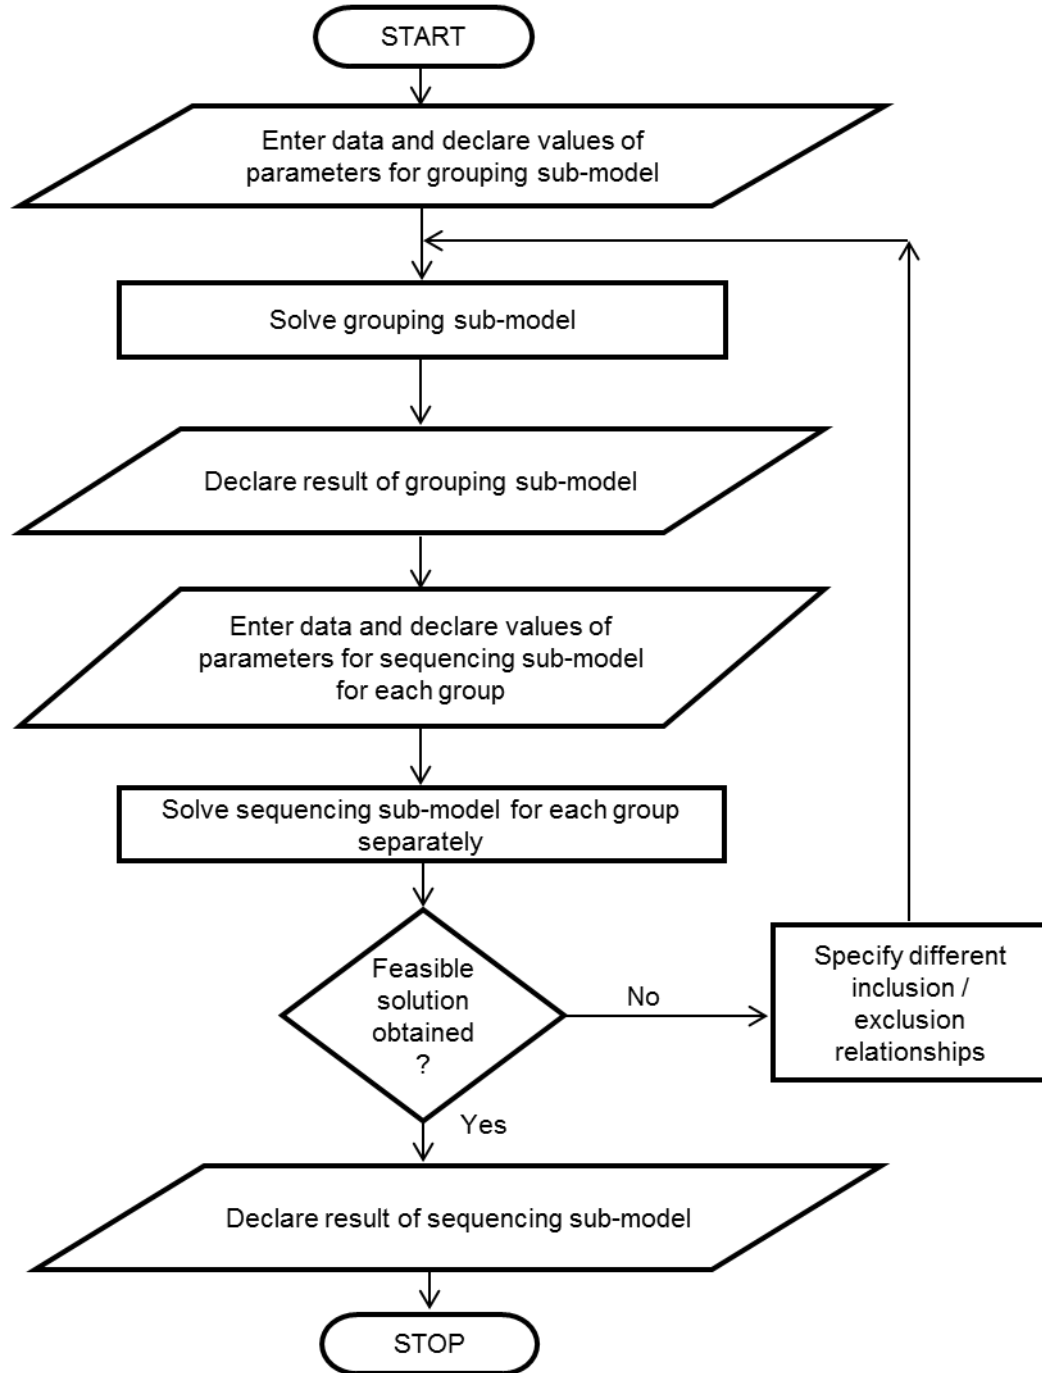 START
Enter data and declare values of
parameters for grouping sub-model
Solve grouping sub-model
Declare result of grouping sub-model
Enter data and declare values of
parameters for sequencing sub-model
for each group
Solve sequencing sub-model for each group
separately
Feasible
solution
obtained
?
No
Specify different
inclusion /
exclusion
relationships
Yes
Declare result of sequencing sub-model
STOP